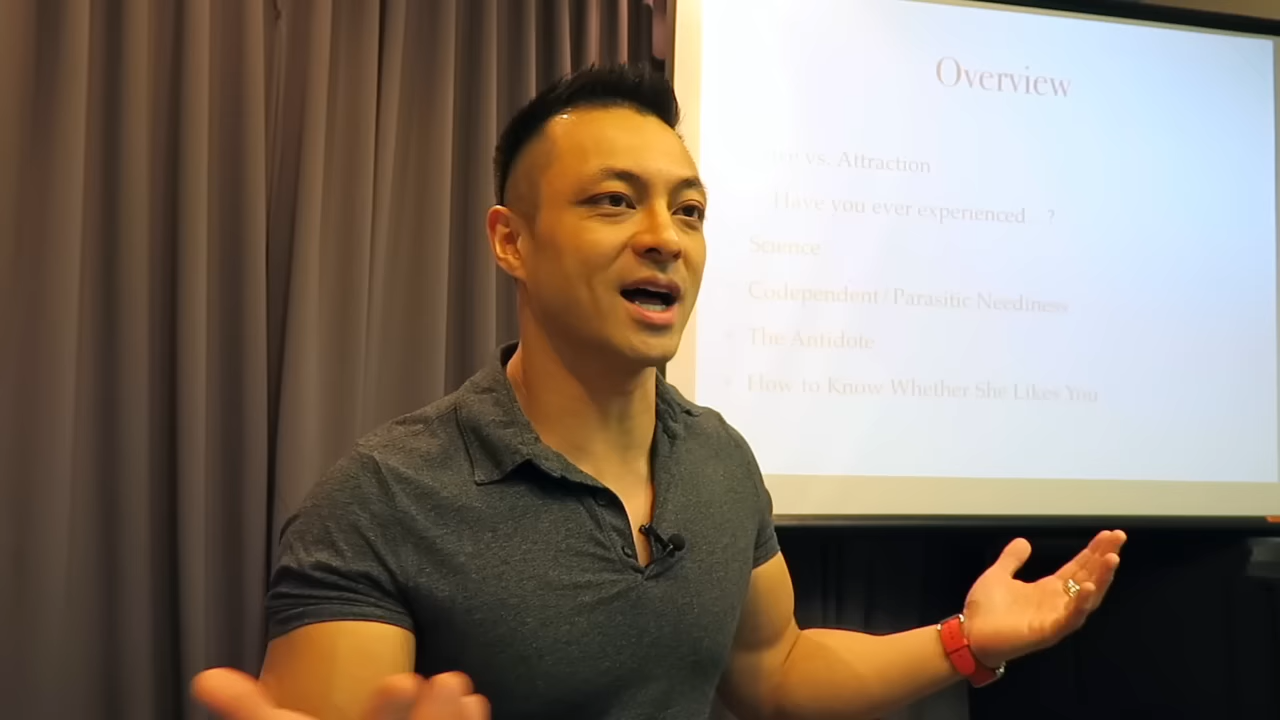 Overview
vs. Attraction
Have you ever experienced ?
Science
Codependent / Parasitic Neediness
The Antidote
How to Know Whether She Likes You